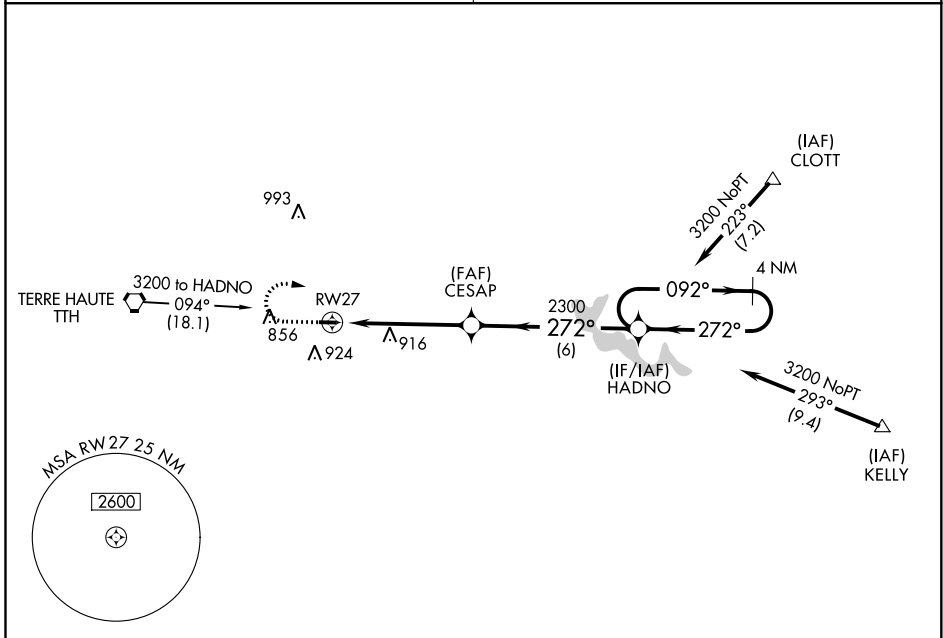 (IAF)
CLOTT
3200 NoPT
223°
(7.2)
993
4 NM
(FAF)
CESAP
3200 to HADNO
094°
(18.1)
TERRE HAUTE
TTH
RW27
092°
2300
272°
(6)
272°
856
924
916
(IF/IAF)
HADNO
3200 NoPT
293°
(9.4)
(IAF)
KELLY
MSA RW 27 25 NM
2600